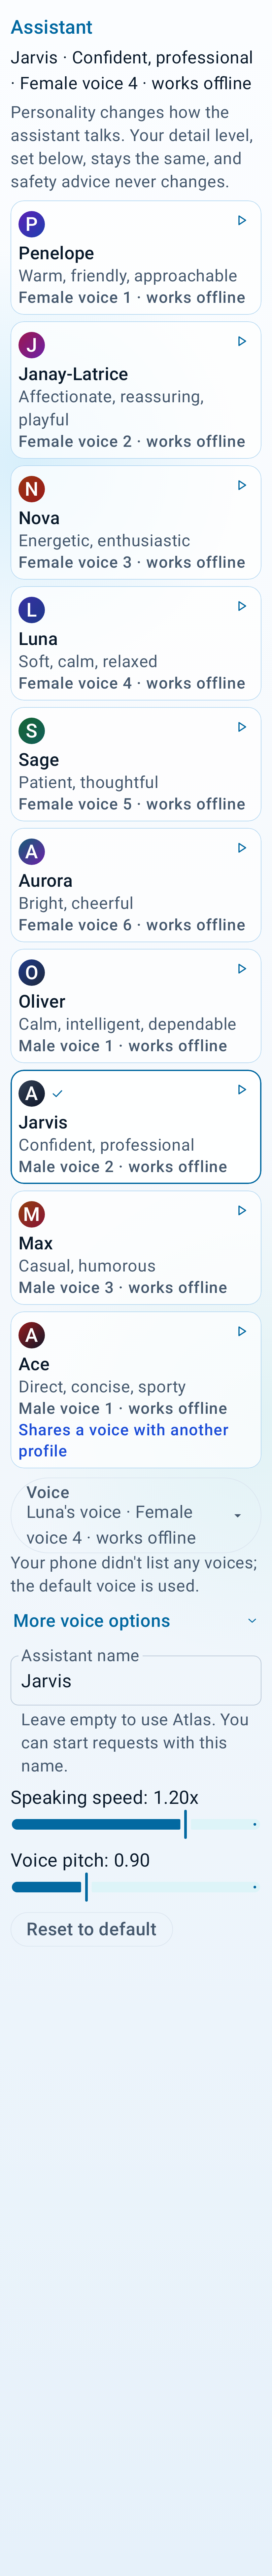 Assistant
Jarvis · Confident, professional
· Female voice 4 · works offline
Personality changes how the
assistant talks. Your detail level,
set below, stays the same, and
safety advice never changes.
P
Penelope
Warm, friendly, approachable
Female voice 1 · works offline
J
Janay-Latrice
Affectionate, reassuring,
playful
Female voice 2 · works offline
N
Nova
Energetic, enthusiastic
Female voice 3 · works offline
L
Luna
Soft, calm, relaxed
Female voice 4 · works offline
S
Sage
Patient, thoughtful
Female voice 5 · works offline
A
Aurora
Bright, cheerful
Female voice 6 · works offline
O
Oliver
Calm, intelligent, dependable
Male voice 1 · works offline
A
Jarvis
Confident, professional
Male voice 2 · works offline
M
Max
Casual, humorous
Male voice 3 · works offline
A
Ace
Direct, concise, sporty
Male voice 1 · works offline
Shares a voice with another
profile
Voice
Luna's voice · Female
voice 4 · works offline
Your phone didn't list any voices;
the default voice is used.
More voice options
Assistant name
Jarvis
Leave empty to use Atlas. You
can start requests with this
name.
Speaking speed: 1.20x
Voice pitch: 0.90
Reset to default